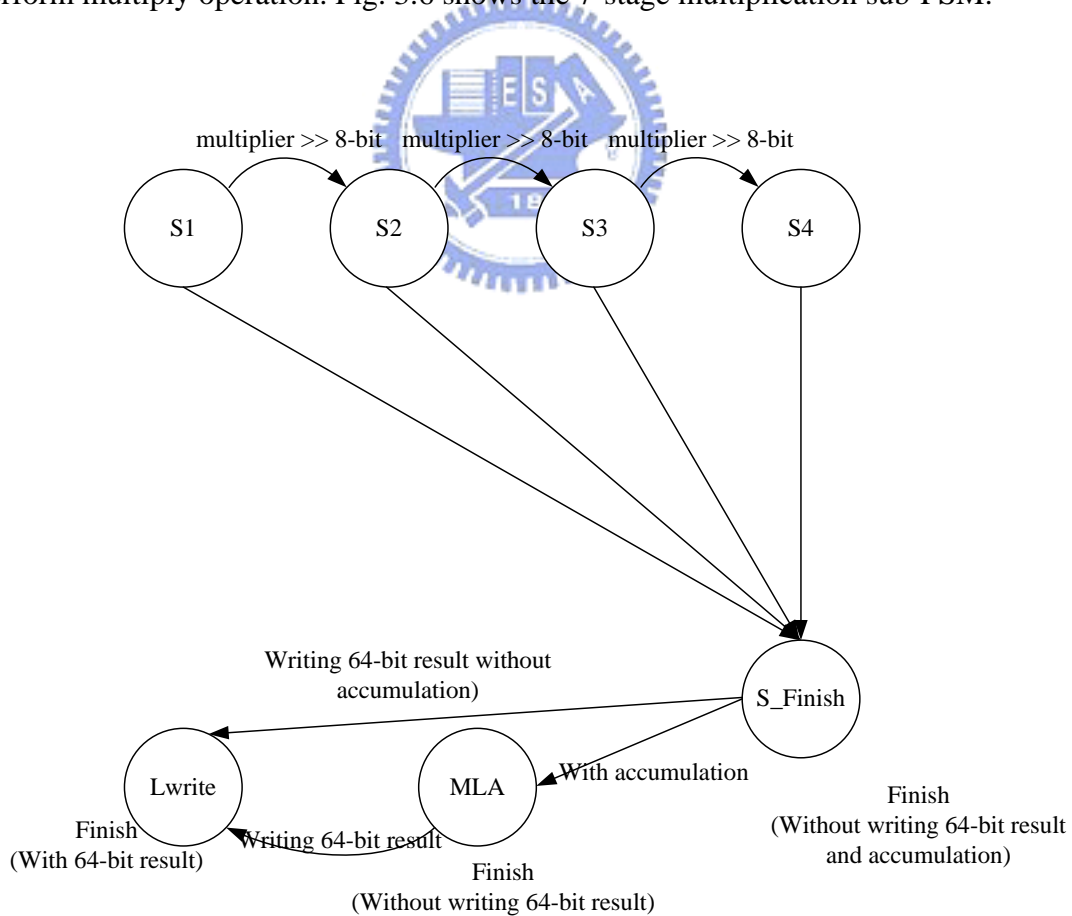 multiply operation. Fig. 3.6 shows the 7-stage multiplication sub-FSM.
ESA
18
multiplier >> 8-bit multiplier >> 8-bit multiplier >> 8-bit
S1 S2 S3 S4
Writing 64-bit result without
accumulation)
S_Finish
With accumulation
Lwrite MLA
Finish
(Without writing 64-bit result
and accumulation)
Finish
(With 64-bit result)
Writing 64-bit result
Finish
(Without writing 64-bit result)